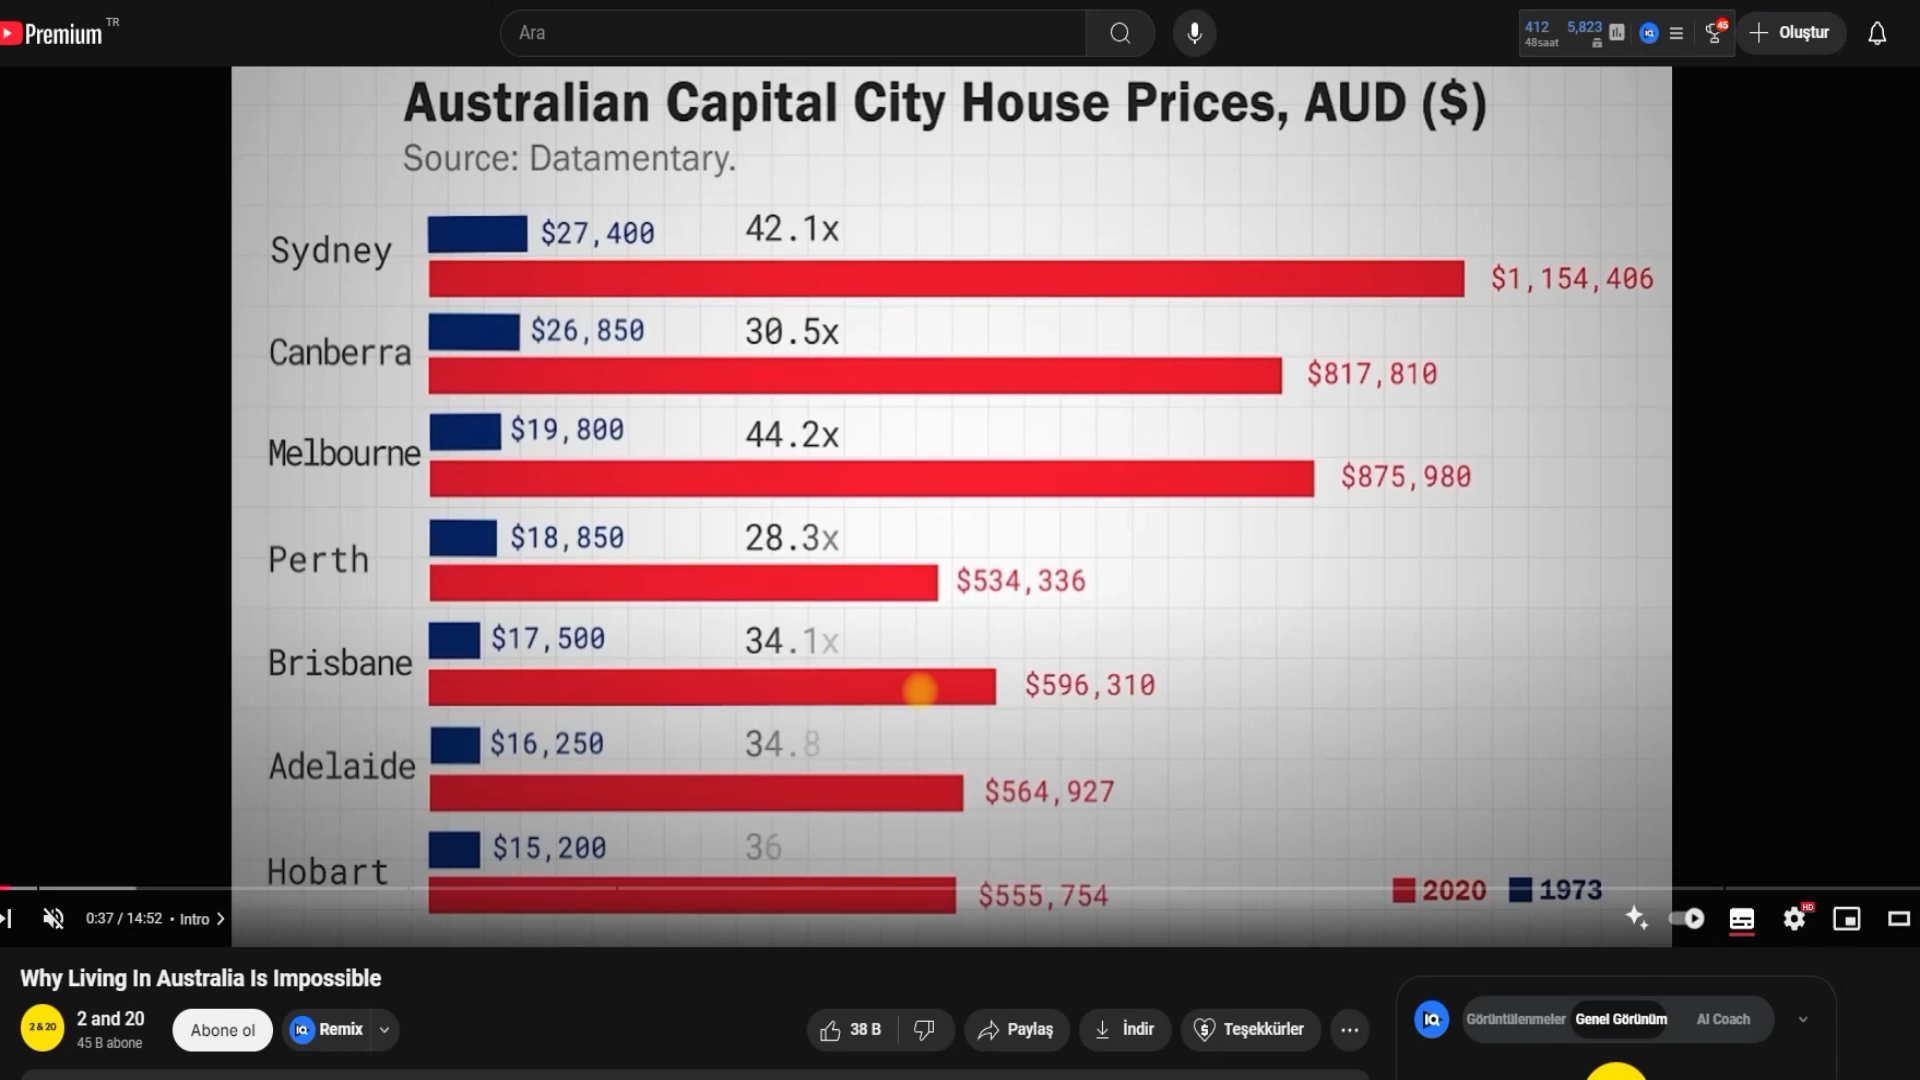 Premium TR
Ara
412 5,823
48saat
45
Oluştur
Australian Capital City House Prices, AUD ($)
Source: Datamentary.
Sydney $27,400 42.1x
$1,154,406
Canberra $26,850 30.5x
$817,810
Melbourne $19,800 44.2x
$875,980
Perth $18,850 28.3x
$534,336
Brisbane $17,500 34.1x
$596,310
Adelaide $16,250 34.8
$564,927
Hobart $15,200 36
$555,754
2020 1973
0:37 / 14:52 • Intro
HD
Why Living In Australia Is Impossible
2 & 20
2 and 20
45 B abone
Abone ol
IQ Remix
38 B
Paylaş
İndir
Teşekkürler
IQ
Görüntülenmeler
Genel Görünüm
AI Coach